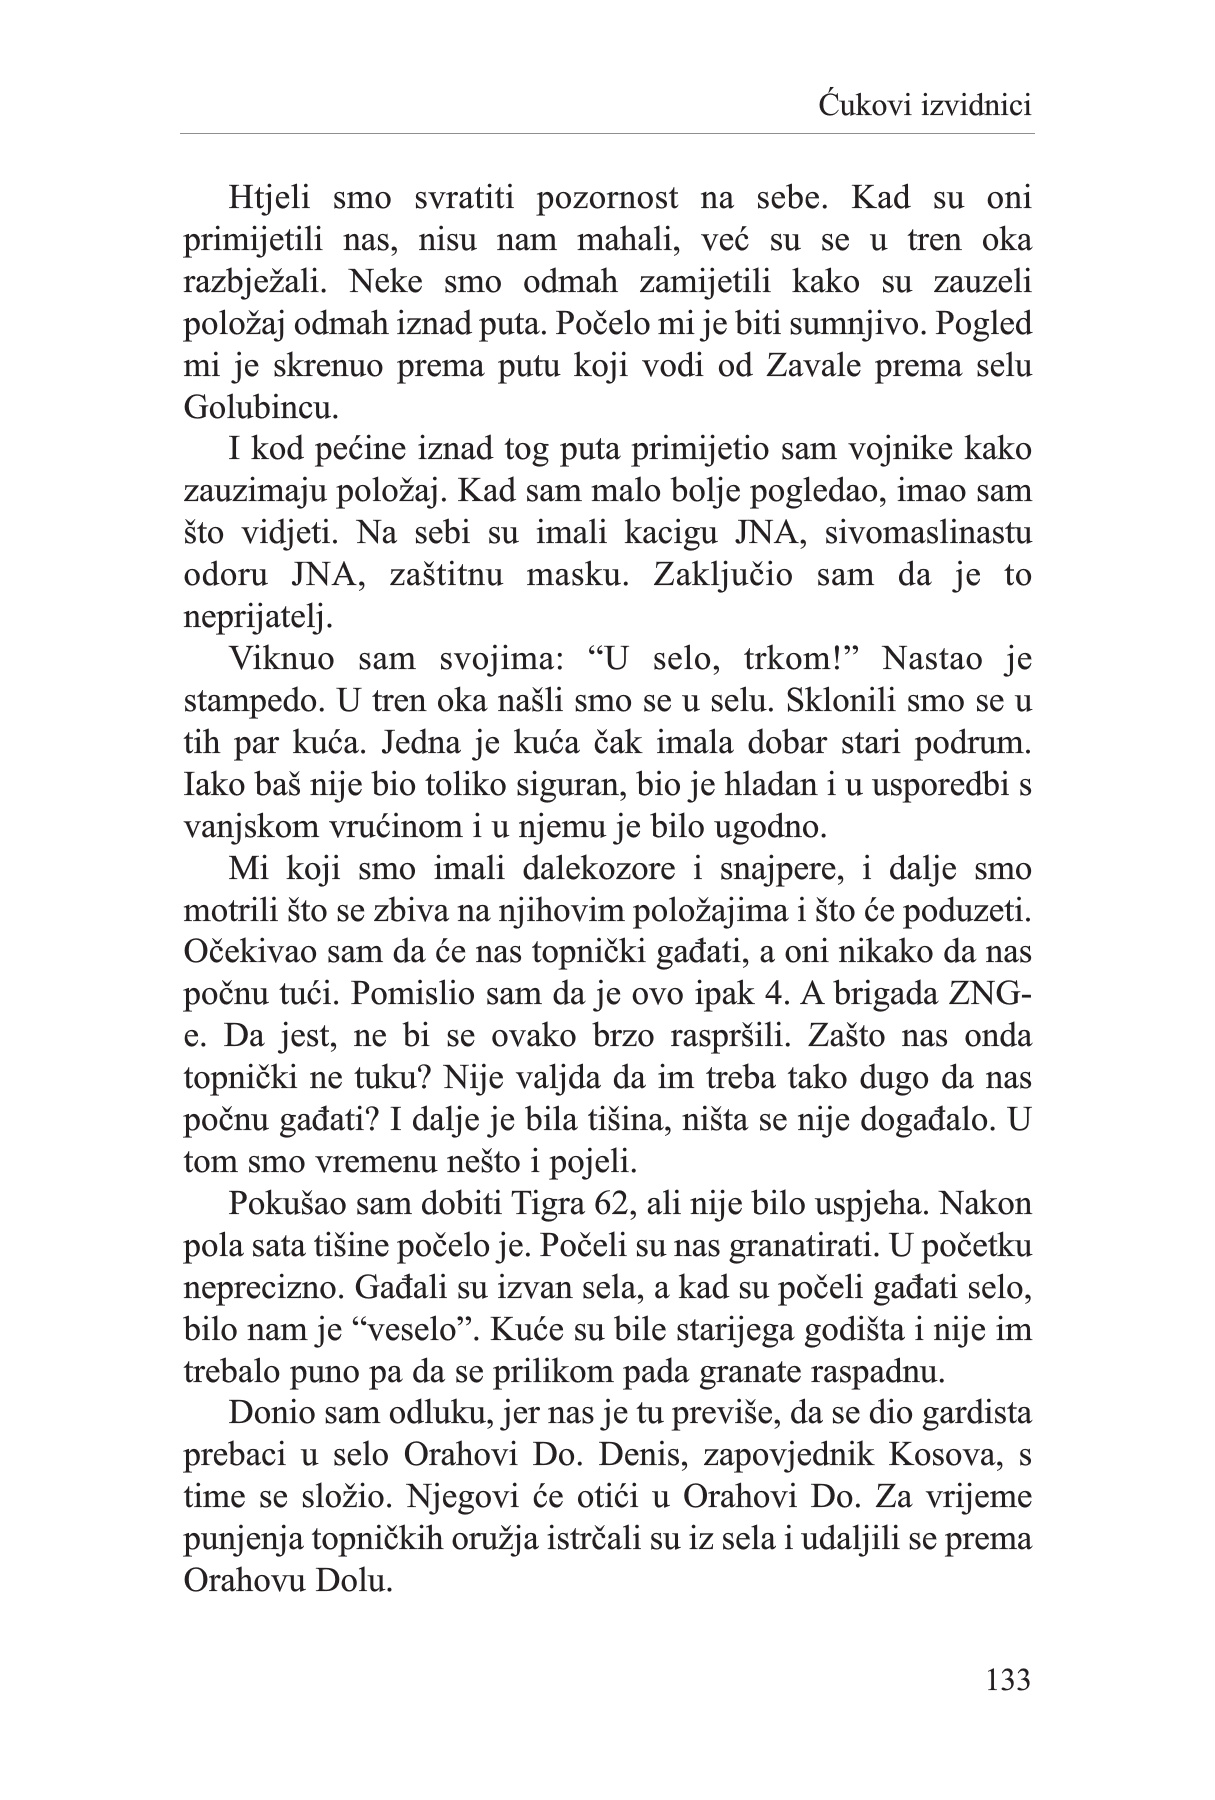 Ćukovi izvidnici
Htjeli smo svratiti pozornost na sebe. Kad su oni
primijetili nas, nisu nam mahali, već su se u tren oka
razbježali. Neke smo odmah zamijetili kako su zauzeli
položaj odmah iznad puta. Počelo mi je biti sumnjivo. Pogled
mi je skrenuo prema putu koji vodi od Zavale prema selu
Golubincu.
I kod pećine iznad tog puta primijetio sam vojnike kako
zauzimaju položaj. Kad sam malo bolje pogledao, imao sam
što vidjeti. Na sebi su imali kacigu JNA, sivomaslinastu
odoru JNA, zaštitnu masku. Zaključio sam da je to
neprijatelj.
Viknuo sam svojima: “U selo, trkom!” Nastao je
stampedo. U tren oka našli smo se u selu. Sklonili smo se u
tih par kuća. Jedna je kuća čak imala dobar stari podrum.
Iako baš nije bio toliko siguran, bio je hladan i u usporedbi s
vanjskom vrućinom i u njemu je bilo ugodno.
Mi koji smo imali dalekozore i snajpere, i dalje smo
motrili što se zbiva na njihovim položajima i što će poduzeti.
Očekivao sam da će nas topnički gađati, a oni nikako da nas
počnu tući. Pomislio sam da je ovo ipak 4. A brigada ZNG-
e. Da jest, ne bi se ovako brzo raspršili. Zašto nas onda
topnički ne tuku? Nije valjda da im treba tako dugo da nas
počnu gađati? I dalje je bila tišina, ništa se nije događalo. U
tom smo vremenu nešto i pojeli.
Pokušao sam dobiti Tigra 62, ali nije bilo uspjeha. Nakon
pola sata tišine počelo je. Počeli su nas granatirati. U početku
neprecizno. Gađali su izvan sela, a kad su počeli gađati selo,
bilo nam je “veselo”. Kuće su bile starijega godišta i nije im
trebalo puno pa da se prilikom pada granate raspadnu.
Donio sam odluku, jer nas je tu previše, da se dio gardista
prebaci u selo Orahovi Do. Denis, zapovjednik Kosova, s
time se složio. Njegovi će otići u Orahovi Do. Za vrijeme
punjenja topničkih oružja istrčali su iz sela i udaljili se prema
Orahovu Dolu.
133